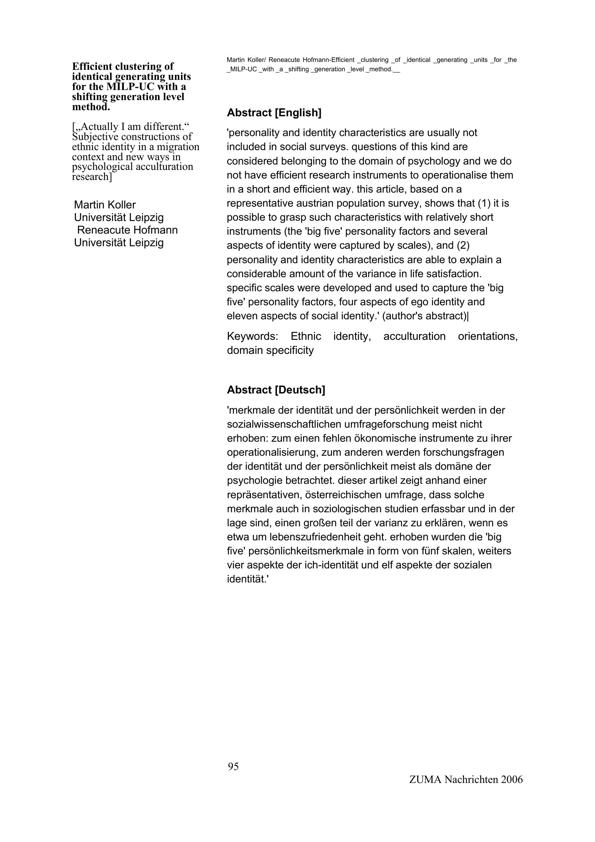 Martin Koller/ Reneacute Hofmann-Efficient _clustering _of _identical _generating _units _for _the
_MILP-UC _with _a _shifting _generation _level _method.__
Efficient clustering of
identical generating units
for the MILP-UC with a
shifting generation level
method.
[„Actually I am different.“
Subjective constructions of
ethnic identity in a migration
context and new ways in
psychological acculturation
research]
Martin Koller
Universität Leipzig
Reneacute Hofmann
Universität Leipzig
Abstract [English]
'personality and identity characteristics are usually not
included in social surveys. questions of this kind are
considered belonging to the domain of psychology and we do
not have efficient research instruments to operationalise them
in a short and efficient way. this article, based on a
representative austrian population survey, shows that (1) it is
possible to grasp such characteristics with relatively short
instruments (the 'big five' personality factors and several
aspects of identity were captured by scales), and (2)
personality and identity characteristics are able to explain a
considerable amount of the variance in life satisfaction.
specific scales were developed and used to capture the 'big
five' personality factors, four aspects of ego identity and
eleven aspects of social identity.' (author's abstract)|
Keywords: Ethnic identity, acculturation orientations,
domain specificity
Abstract [Deutsch]
'merkmale der identität und der persönlichkeit werden in der
sozialwissenschaftlichen umfrageforschung meist nicht
erhoben: zum einen fehlen ökonomische instrumente zu ihrer
operationalisierung, zum anderen werden forschungsfragen
der identität und der persönlichkeit meist als domäne der
psychologie betrachtet. dieser artikel zeigt anhand einer
repräsentativen, österreichischen umfrage, dass solche
merkmale auch in soziologischen studien erfassbar und in der
lage sind, einen großen teil der varianz zu erklären, wenn es
etwa um lebenszufriedenheit geht. erhoben wurden die 'big
five' persönlichkeitsmerkmale in form von fünf skalen, weiters
vier aspekte der ich-identität und elf aspekte der sozialen
identität.'
95
ZUMA Nachrichten 2006